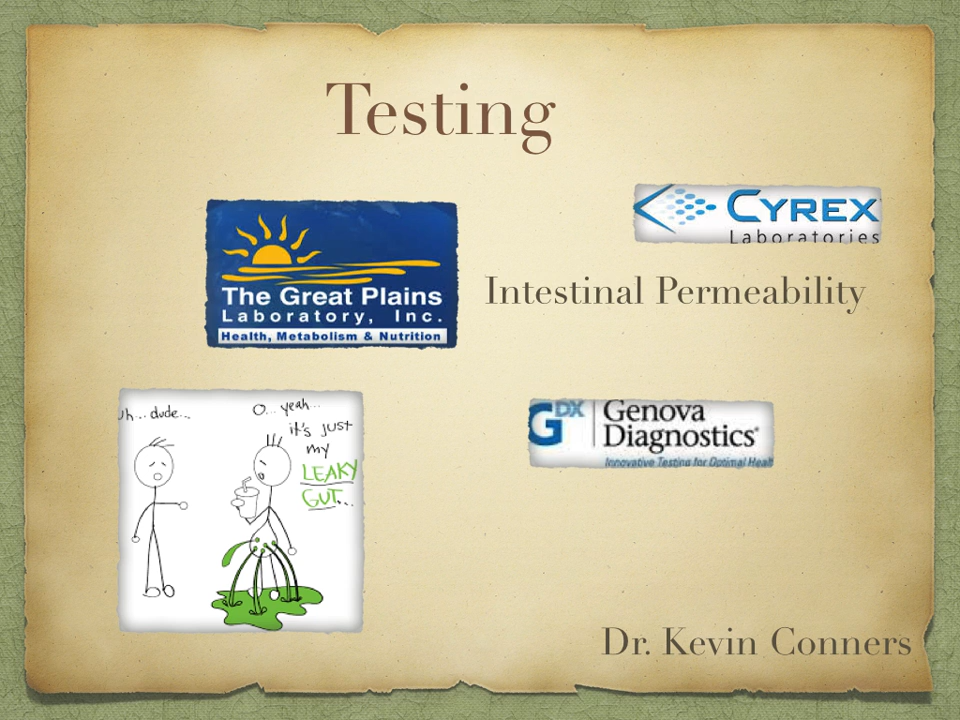 Testing
The Great Plains
Laboratory, Inc.
Health, Metabolism & Nutrition
CYREX
Laboratories
Intestinal Permeability
uh... dude...
O... yeah...
it's just
my
LEAKY
GUT...
GDX
Genova
Diagnostics®
Innovative Testing for Optimal Heal
Dr. Kevin Conners